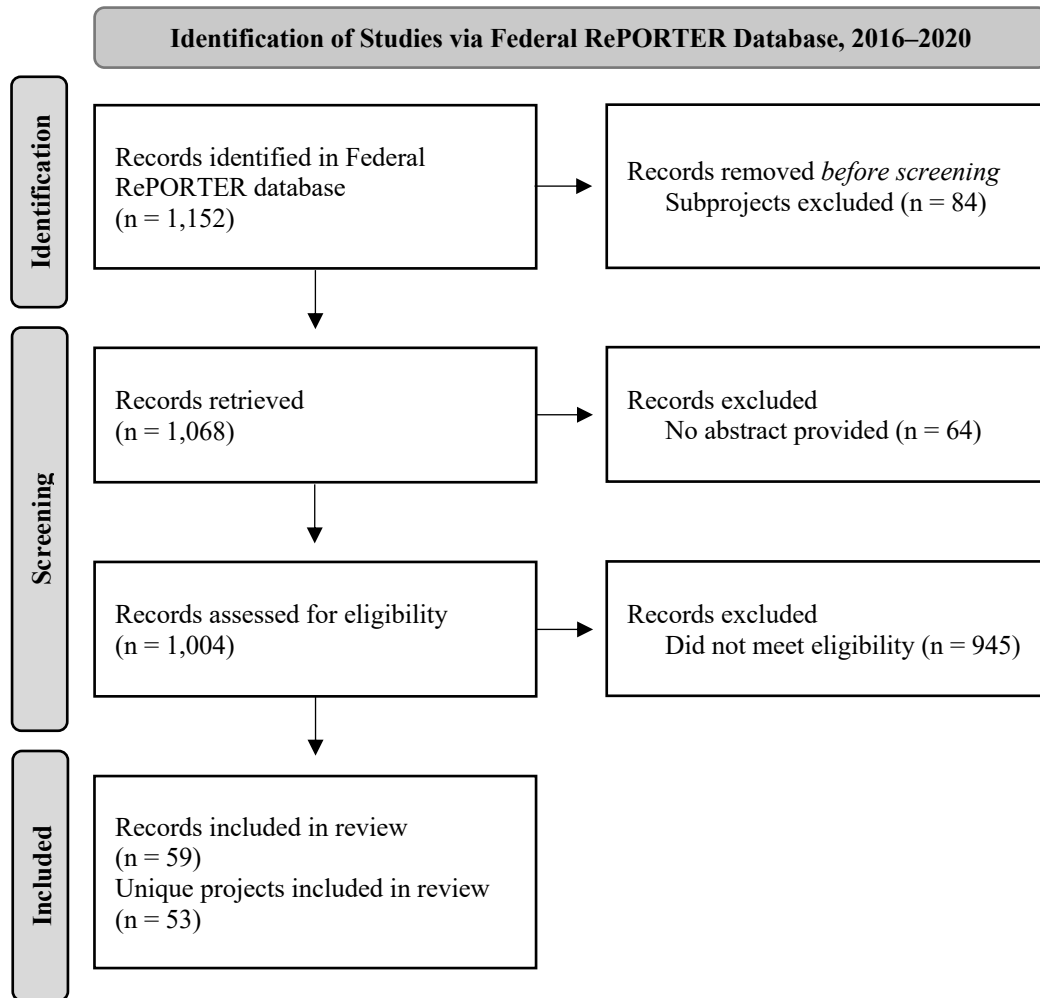 Identification of Studies via Federal RePORTER Database, 2016–2020
Identification
Records identified in Federal
RePORTER database
(n = 1,152)
Records removed before screening
Subprojects excluded (n = 84)
Screening
Records retrieved
(n = 1,068)
Records excluded
No abstract provided (n = 64)
Records assessed for eligibility
(n = 1,004)
Records excluded
Did not meet eligibility (n = 945)
Included
Records included in review
(n = 59)
Unique projects included in review
(n = 53)